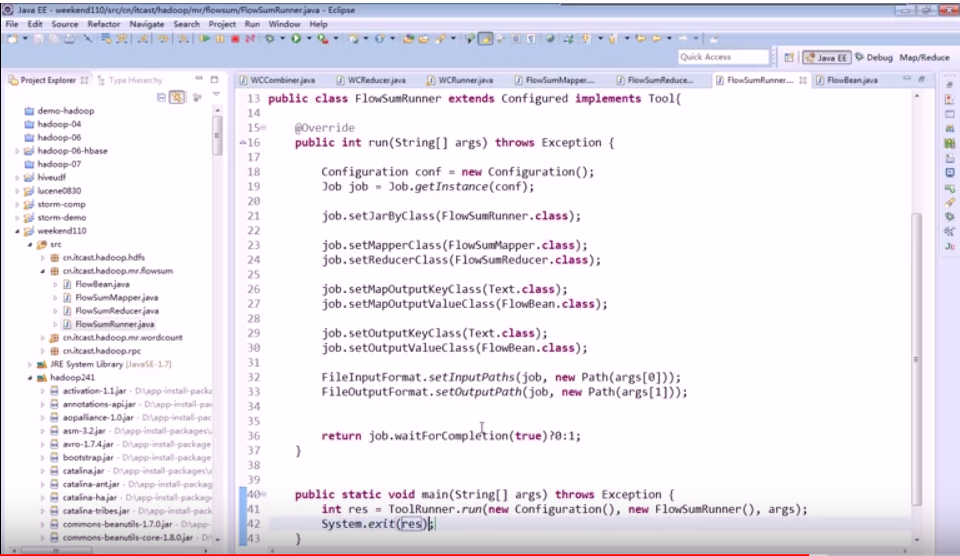 Java EE - weekend110/src/cn/itcast/hadoop/mr/flowsum/FlowSumRunner.java - Eclipse
File Edit Source Refactor Navigate Search Project Run Window Help
Quick Access Java EE Debug Map/Reduce
Project Explorer Type Hierarchy
WCCombiner.java WCReducer.java WCRunner.java FlowSumMapper.... FlowSumReduce... FlowSumRunner.... FlowBean.java
demo-hadoop
hadoop-04
hadoop-06
hadoop-06-hbase
hadoop-07
hiveudf
lucene0830
storm-comp
storm-demo
weekend110
src
cn.itcast.hadoop.hdfs
cn.itcast.hadoop.mr.flowsum
FlowBean.java
FlowSumMapper.java
FlowSumReducer.java
FlowSumRunner.java
cn.itcast.hadoop.mr.wordcount
cn.itcast.hadoop.rpc
JRE System Library [JavaSE-1.7]
hadoop241
activation-1.1.jar - D:\app-install-packa
annotations-api.jar - D:\app-install-pa
aopalliance-1.0.jar - D:\app-install-pac
asm-3.2.jar - D:\app-install-packages\
avro-1.7.4.jar - D:\app-install-package
bootstrap.jar - D:\app-install-package
catalina.jar - D:\app-install-packages\
catalina-ant.jar - D:\app-install-packa
catalina-ha.jar - D:\app-install-packag
catalina-tribes.jar - D:\app-install-pac
commons-beanutils-1.7.0.jar - D:\app
commons-beanutils-core-1.8.0.jar - D
13 public class FlowSumRunner extends Configured implements Tool{
14
15 @Override
16 public int run(String[] args) throws Exception {
17
18 Configuration conf = new Configuration();
19 Job job = Job.getInstance(conf);
20
21 job.setJarByClass(FlowSumRunner.class);
22
23 job.setMapperClass(FlowSumMapper.class);
24 job.setReducerClass(FlowSumReducer.class);
25
26 job.setMapOutputKeyClass(Text.class);
27 job.setMapOutputValueClass(FlowBean.class);
28
29 job.setOutputKeyClass(Text.class);
30 job.setOutputValueClass(FlowBean.class);
31
32 FileInputFormat.setInputPaths(job, new Path(args[0]));
33 FileOutputFormat.setOutputPath(job, new Path(args[1]));
34
35
36 return job.waitForCompletion(true)?0:1;
37 }
38
39
40 public static void main(String[] args) throws Exception {
41 int res = ToolRunner.run(new Configuration(), new FlowSumRunner(), args);
42 System.exit(res);
43 }